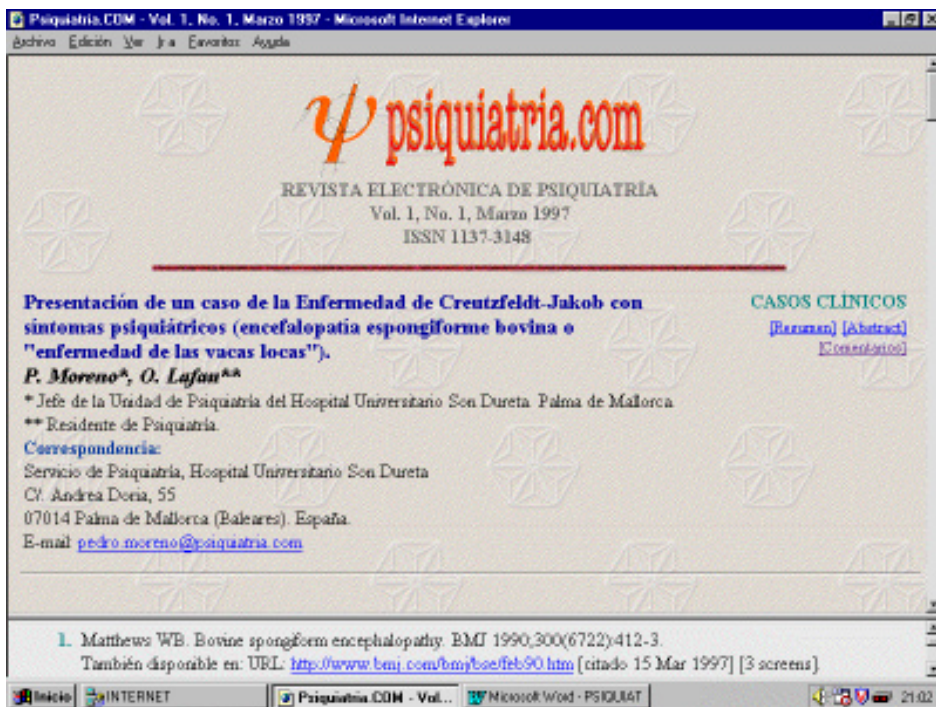 Psiquiatria.COM - Vol. 1, No. 1, Marzo 1997 - Microsoft Internet Explorer
Archivo Edición Ver Ir a Favoritos Ayuda
ψ psiquiatria.com
REVISTA ELECTRÓNICA DE PSIQUIATRÍA
Vol. 1, No. 1, Marzo 1997
ISSN 1137-3148
Presentación de un caso de la Enfermedad de Creutzfeldt-Jakob con
síntomas psiquiátricos (encefalopatía espongiforme bovina o
"enfermedad de las vacas locas").
CASOS CLÍNICOS
[Resumen] [Abstract]
[Comentarios]
P. Moreno*, O. Lafau**
* Jefe de la Unidad de Psiquiatría del Hospital Universitario Son Dureta. Palma de Mallorca
** Residente de Psiquiatría.
Correspondencia:
Servicio de Psiquiatría, Hospital Universitario Son Dureta
C/. Andrea Doria, 55
07014 Palma de Mallorca (Baleares). España.
E-mail: pedro.moreno@psiquiatria.com
1. Matthews WB. Bovine spongiform encephalopathy. BMJ 1990;300(6722):412-3.
También disponible en: URL: http://www.bmj.com/bmj/bse/feb90.htm [citado 15 Mar 1997] [3 screens]
Inicio INTERNET Psiquiatria.COM - Vol... Microsoft Word - PSIQUIAT 21:02